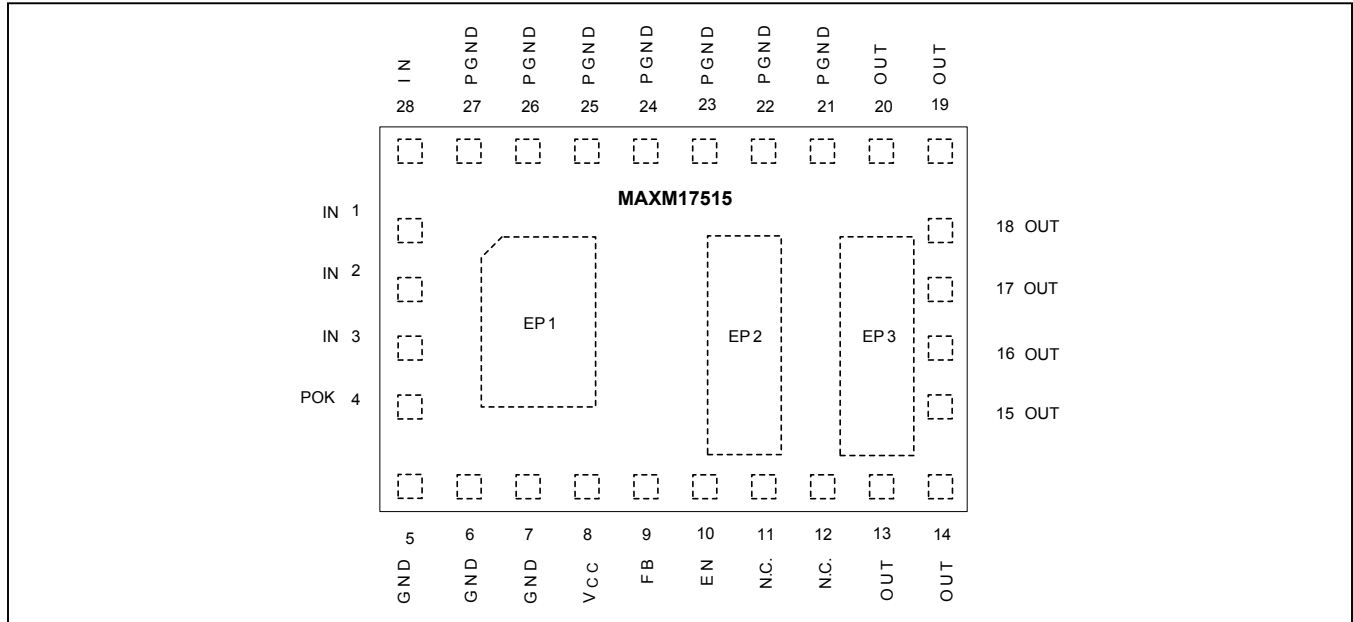 IN PGND PGND PGND PGND PGND PGND PGND OUT OUT
28 27 26 25 24 23 22 21 20 19
MAXM17515
IN 1
18 OUT
IN 2
17 OUT
IN 3
EP1
EP2
EP3
16 OUT
POK 4
15 OUT
5 6 7 8 9 10 11 12 13 14
GND GND GND VCC FB EN N.C. N.C. OUT OUT